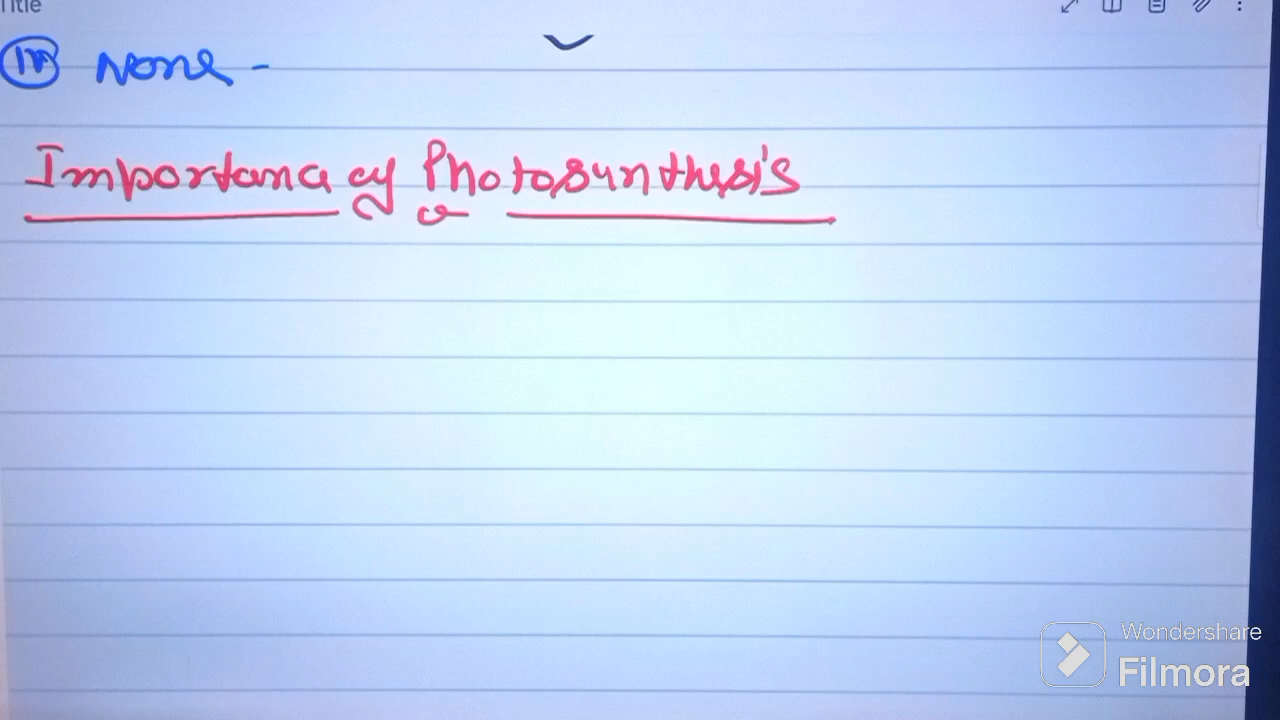 Title
iv None -
Importance of Photosynthesis
Wondershare
Filmora